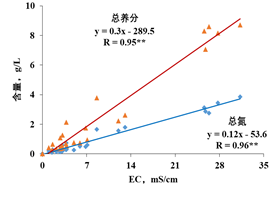 总养分
y = 0.3x - 289.5
R = 0.95**
总氮
y = 0.12x - 53.6
R = 0.96**
含量，g/L
10
8
6
4
2
0
0
7
14
21
28
35
EC，mS/cm